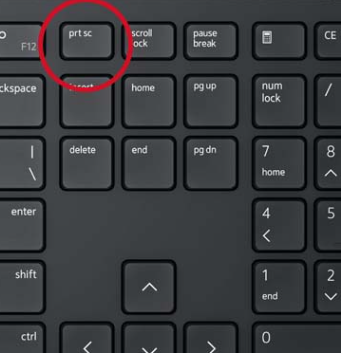 F12
prt sc
scroll
lock
pause
break
CE
insert
home
pg up
num
lock
/
|
\
delete
end
pg dn
7
home
8
enter
4
5
shift
1
end
2
ctrl
0